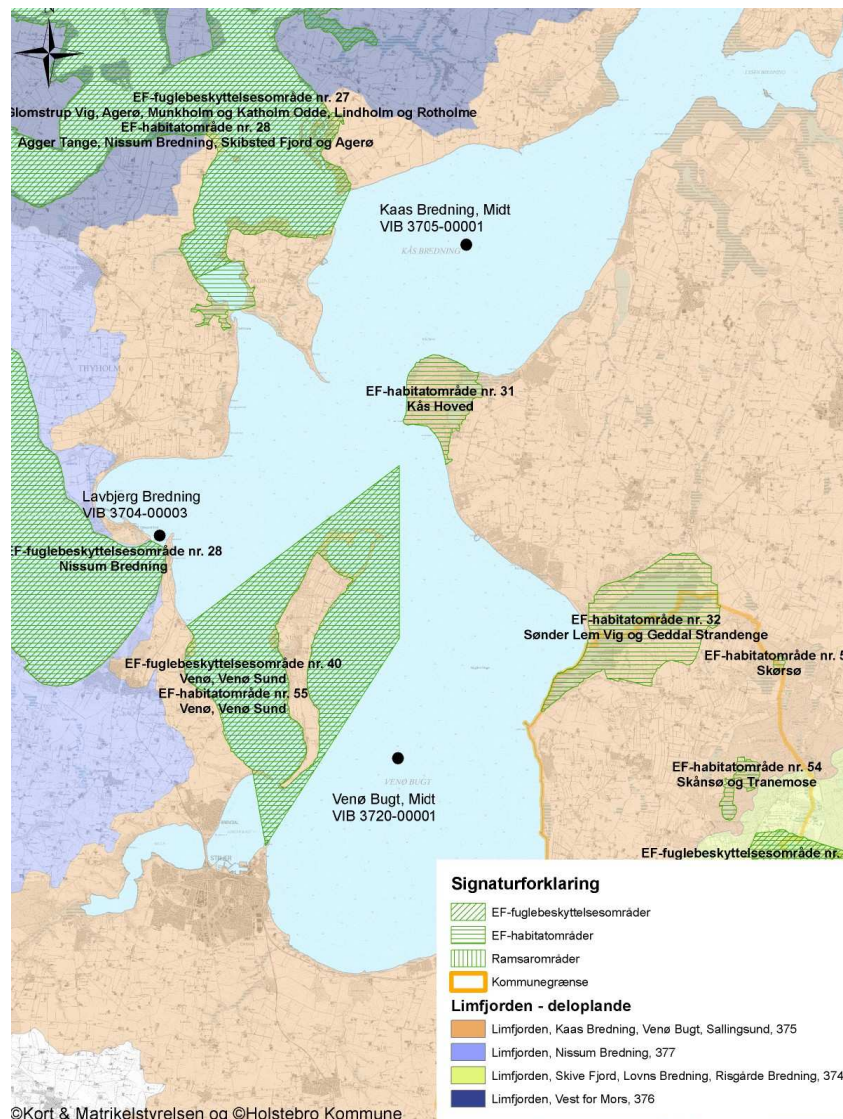 N
EF-fuglebeskyttelsesområde nr. 27
Glomstrup Vig, Agerø, Munkholm og Katholm Odde, Lindholm og Rotholme
EF-habitatområde nr. 28
Agger Tange, Nissum Bredning, Skibsted Fjord og Agerø
Kaas Bredning, Midt
VIB 3705-00001
KÅS BREDNING
THYHOLM
EF-habitatområde nr. 31
Kås Hoved
Lavbjerg Bredning
VIB 3704-00003
EF-fuglebeskyttelsesområde nr. 28
Nissum Bredning
EF-habitatområde nr. 32
Sønder Lem Vig og Geddal Strandenge
EF-habitatområde nr. 5
Skørsø
EF-fuglebeskyttelsesområde nr. 40
Venø, Venø Sund
EF-habitatområde nr. 55
Venø, Venø Sund
EF-habitatområde nr. 54
Skånsø og Tranemose
VENØ BUGT
Venø Bugt, Midt
VIB 3720-00001
STRUER
EF-fuglebeskyttelsesområde nr.
Signaturforklaring
EF-fuglebeskyttelsesområder
EF-habitatområder
Ramsarområder
Kommunegrænse
Limfjorden - deloplande
Limfjorden, Kaas Bredning, Venø Bugt, Sallingsund, 375
Limfjorden, Nissum Bredning, 377
Limfjorden, Skive Fjord, Lovns Bredning, Risgårde Bredning, 374
Limfjorden, Vest for Mors, 376
©Kort & Matrikelstyrelsen og ©Holstebro Kommune